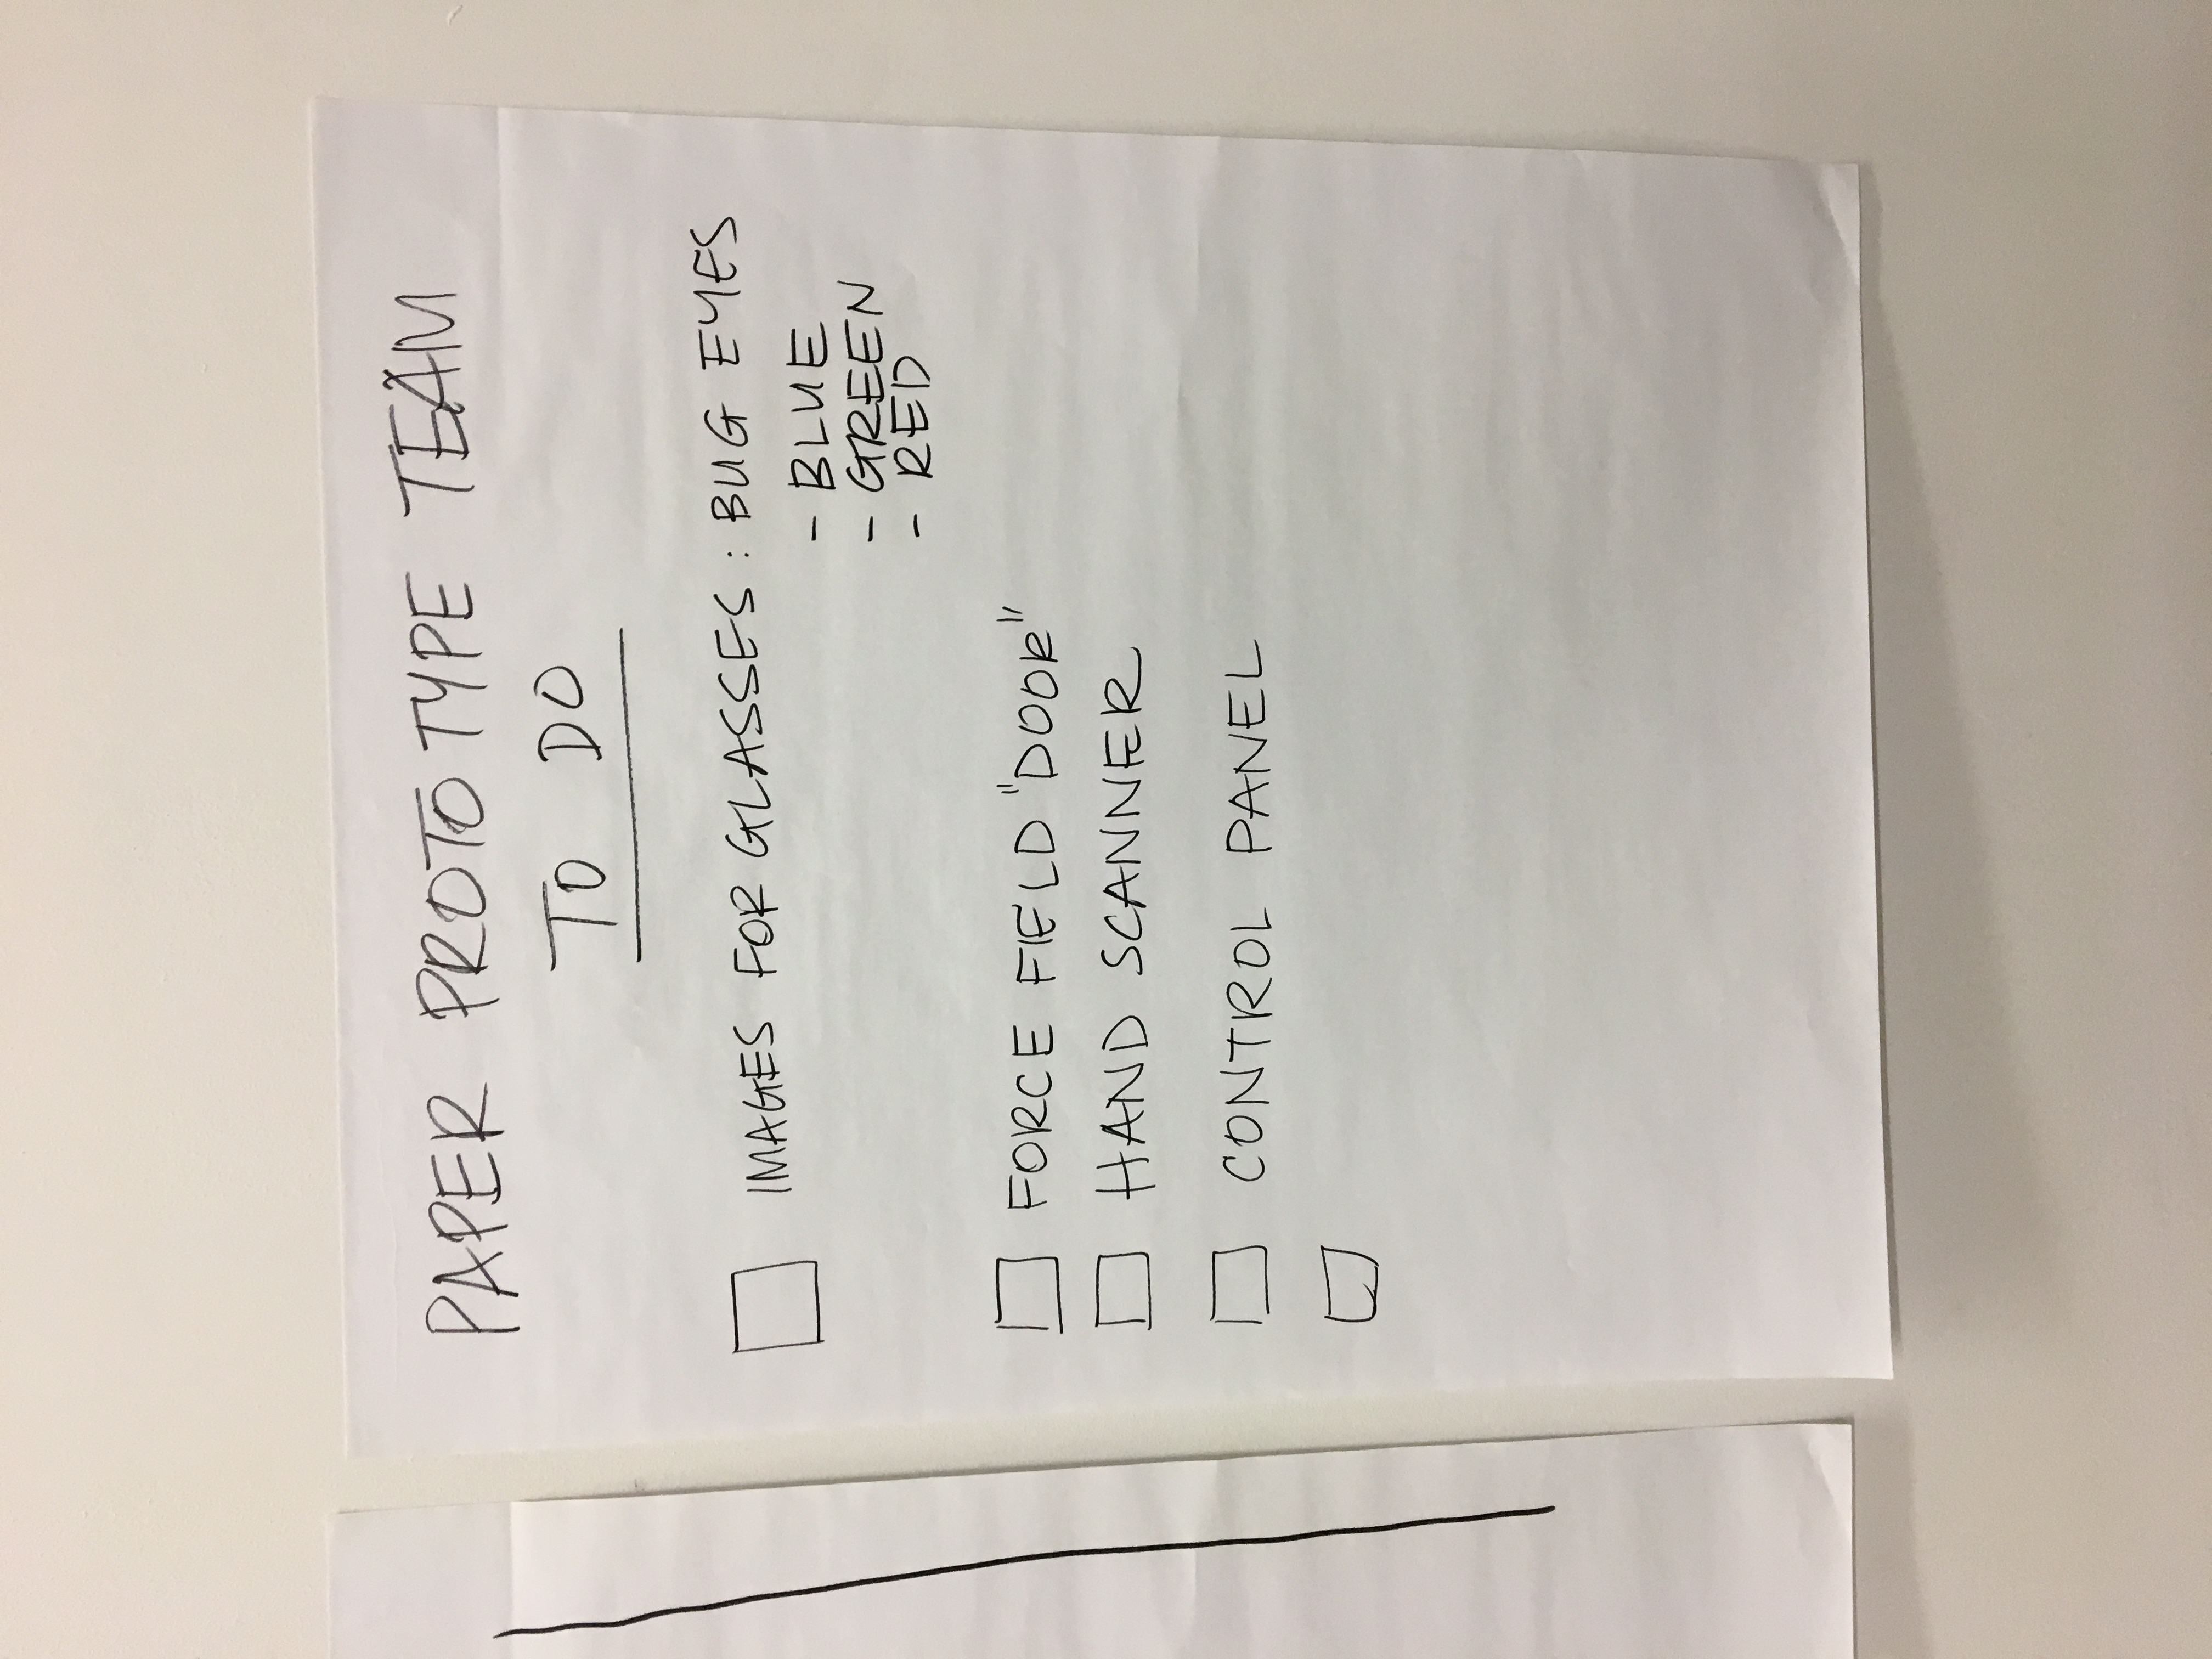 PAPER PROTOTYPE TEAM
TO DO
IMAGES FOR GLASSES : BUG EYES
- BLUE
- GREEN
- RED
FORCE FIELD "DOOR"
HAND SCANNER
CONTROL PANEL